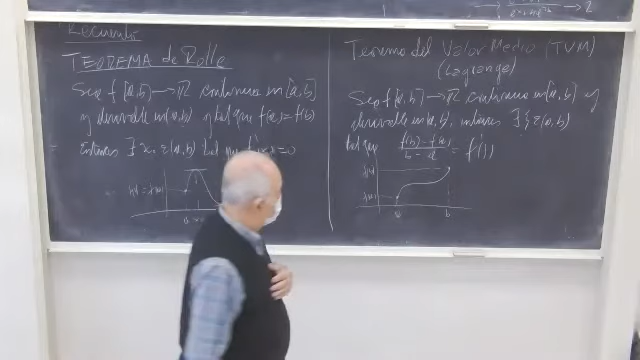 Recuento
TEOREMA de Rolle
Sea f [a,b] → ℝ continua en [a,b]
y derivable en (a,b) y tal que f(a)=f(b)
Entonces ∃ x₀ ∈ (a,b) tal que f'(x₀)=0
Teorema del Valor Medio (TVM)
(Lagrange)
Sea f [a,b] → ℝ continua en [a,b] y
derivable en (a,b), entonces ∃ ξ ∈ (a,b)
tal que f(b)-f(a) / b-a = f'(ξ)
f(b)
f(a)
a b